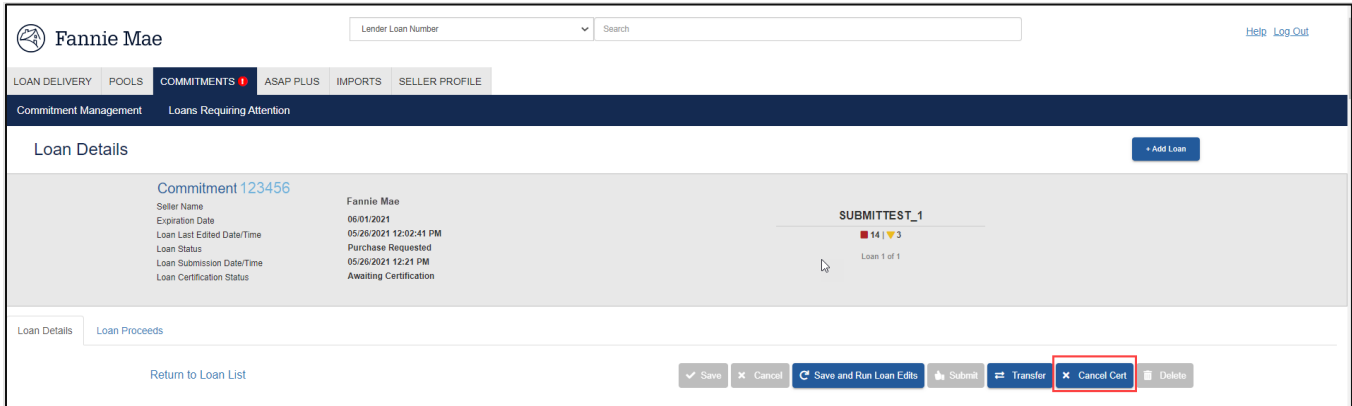 Fannie Mae
Lender Loan Number
Search
Help Log Out
LOAN DELIVERY POOLS COMMITMENTS ! ASAP PLUS IMPORTS SELLER PROFILE
Commitment Management Loans Requiring Attention
Loan Details
+ Add Loan
Commitment 123456
Seller Name Fannie Mae
Expiration Date 06/01/2021
Loan Last Edited Date/Time 05/26/2021 12:02:41 PM
Loan Status Purchase Requested
Loan Submission Date/Time 05/26/2021 12:21 PM
Loan Certification Status Awaiting Certification
SUBMITTEST_1
14 | 3
Loan 1 of 1
Loan Details Loan Proceeds
Return to Loan List
Save Cancel Save and Run Loan Edits Submit Transfer Cancel Cert Delete